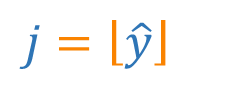 j = ⌊ŷ⌋